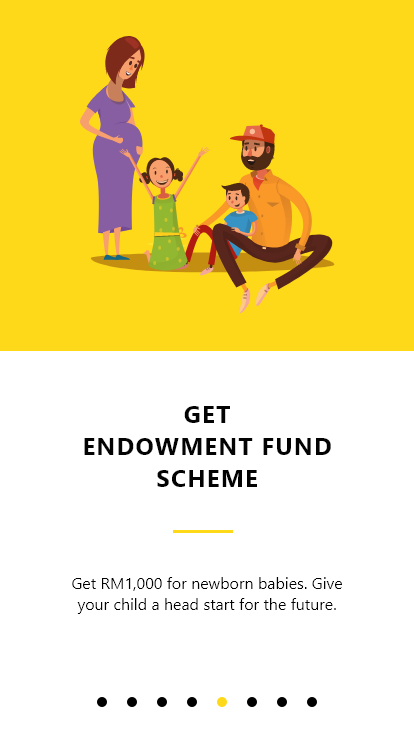 GET
ENDOWMENT FUND
SCHEME
Get RM1,000 for newborn babies. Give
your child a head start for the future.